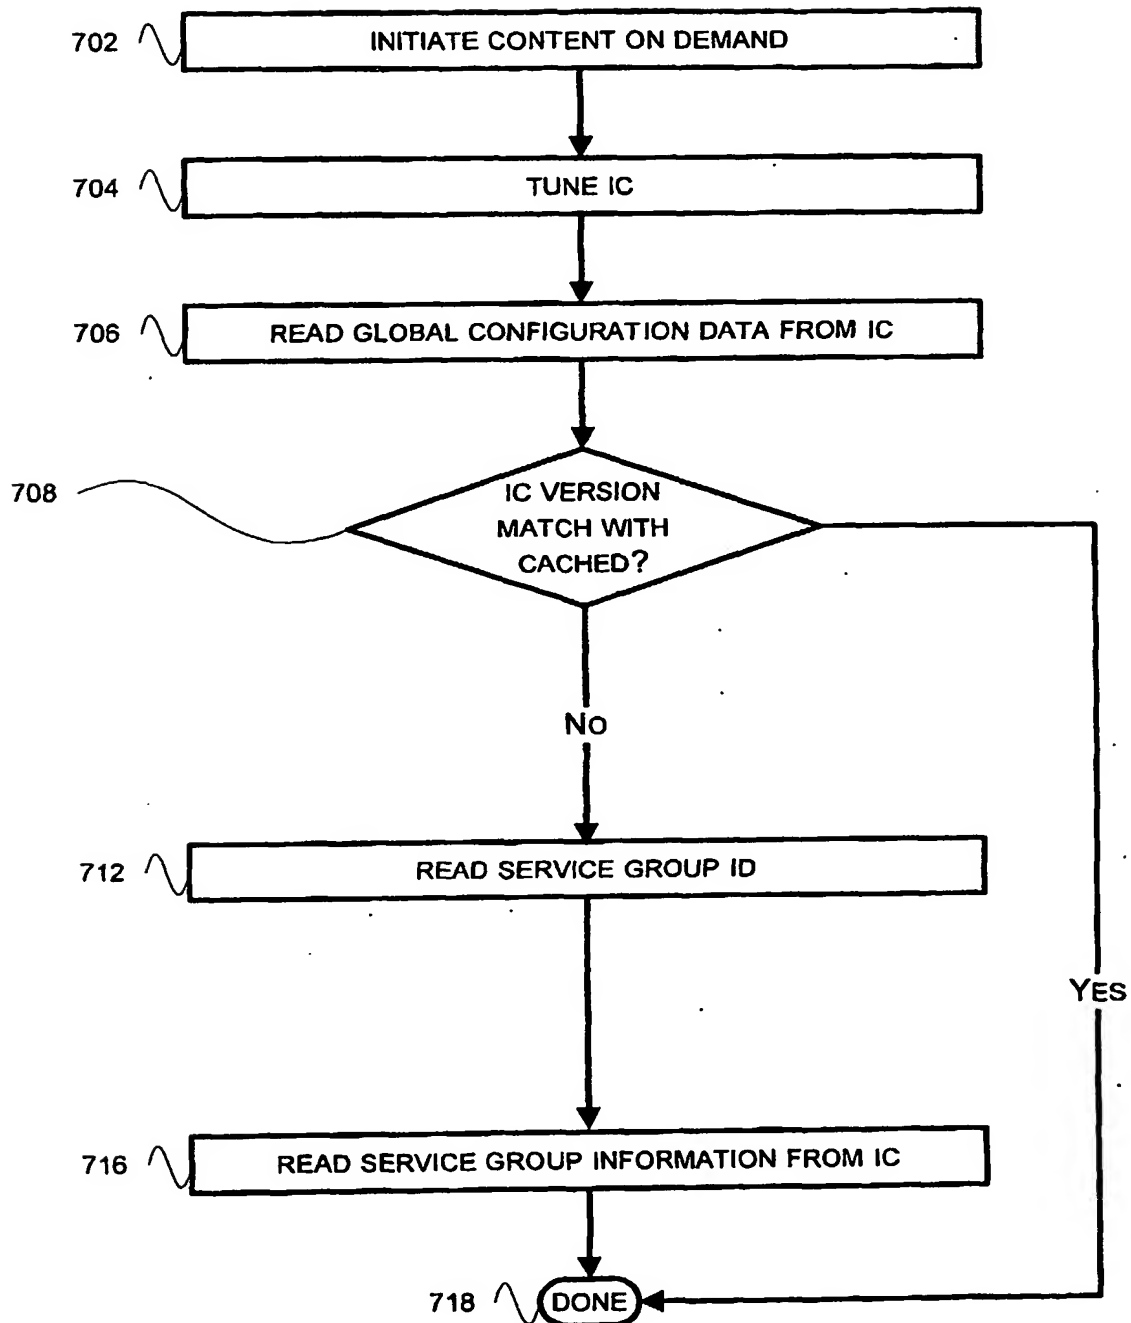 702 INITIATE CONTENT ON DEMAND
704 TUNE IC
706 READ GLOBAL CONFIGURATION DATA FROM IC
708
IC VERSION
MATCH WITH
CACHED?
No
712 READ SERVICE GROUP ID
YES
716 READ SERVICE GROUP INFORMATION FROM IC
718 DONE